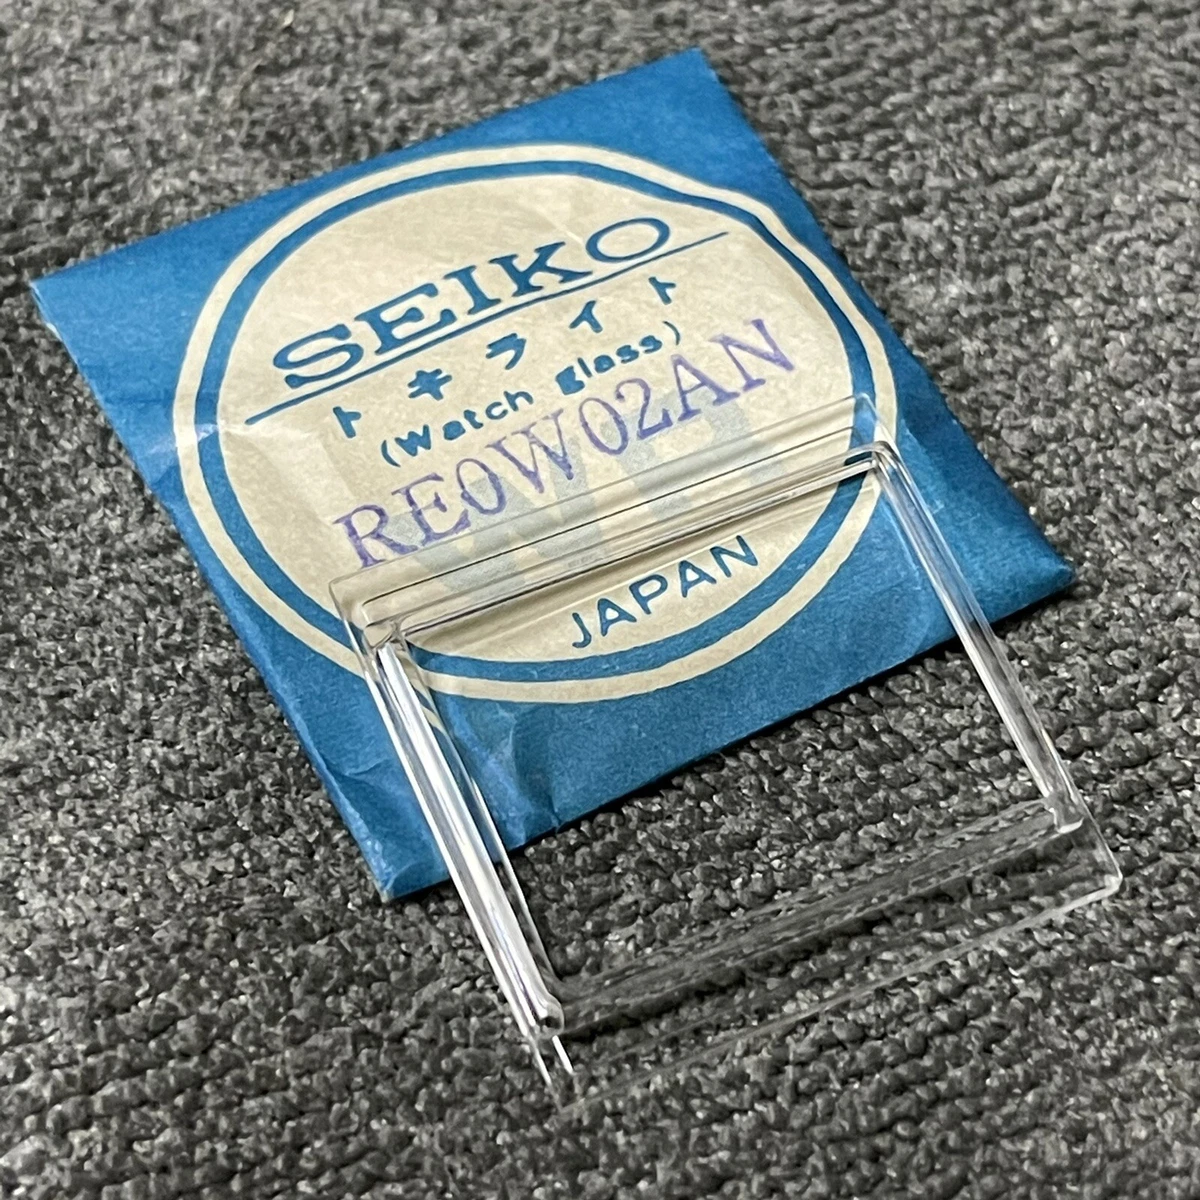 SEIKO
トキライト
(Watch glass)
RE0W02AN
JAPAN